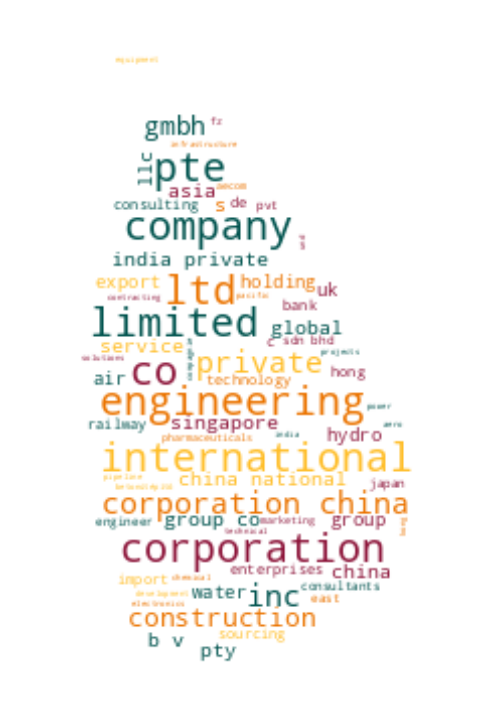 equipment
gmbh fz
infrastructure
llc pte
asia aecom
consulting s de pvt
company
india private
export ltd holding uk
contracting pacific
bank
limited global
service c sdn bhd
solutions private projects
air co technology hong
engineering power
railway singapore aero
pharmaceuticals india hydro
international
pipeline china national japan
corporation china
engineer group co marketing group
technical
corporation
enterprises china
import chemical consultants
development water inc east
electronics
construction
b v sourcing
pty